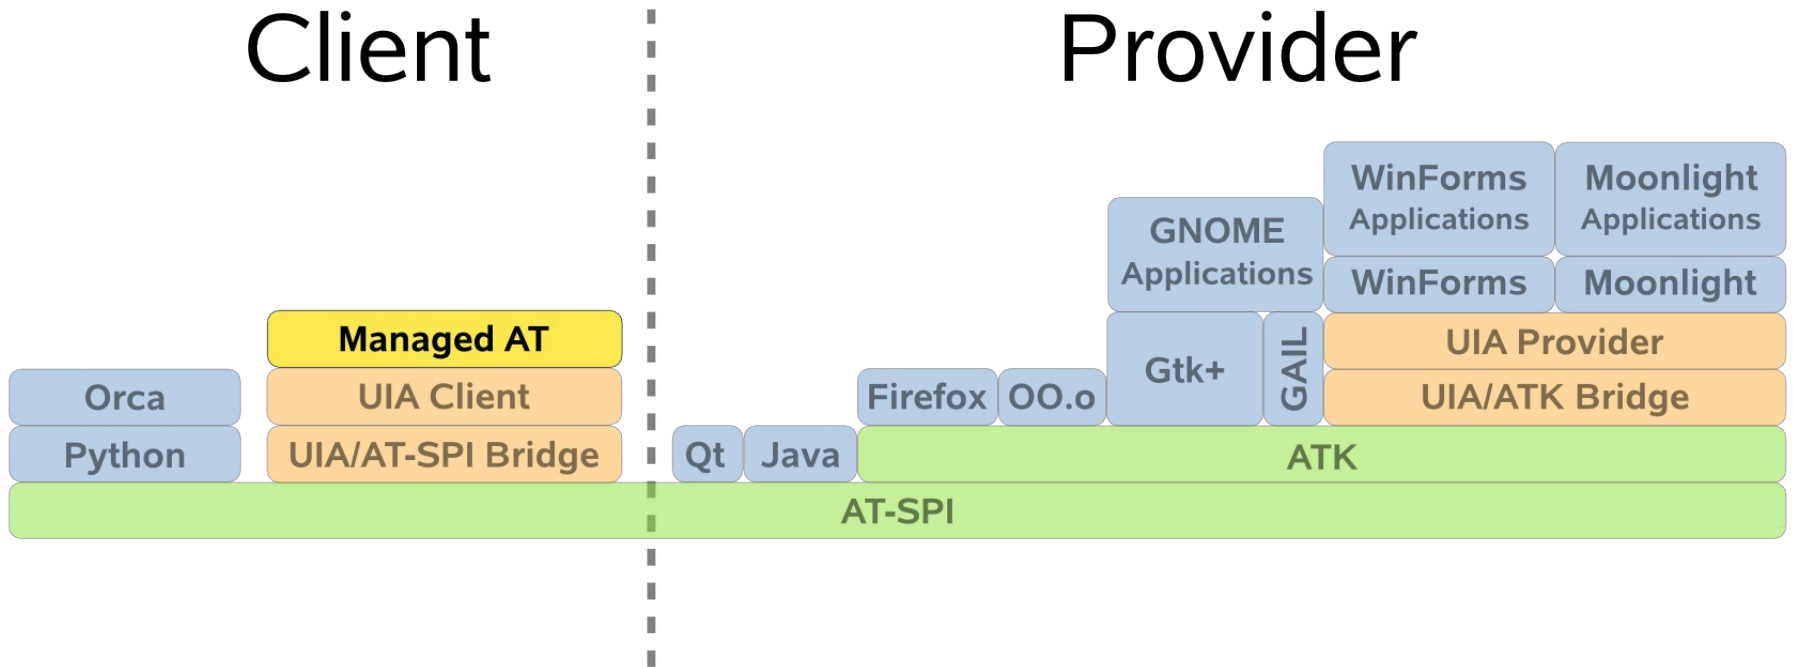 Client
Provider
WinForms
Applications
Moonlight
Applications
GNOME
Applications
WinForms
Moonlight
Managed AT
UIA Provider
Orca
UIA Client
Firefox
OO.o
Gtk+
GAIL
UIA/ATK Bridge
Python
UIA/AT-SPI Bridge
Qt
Java
ATK
AT-SPI